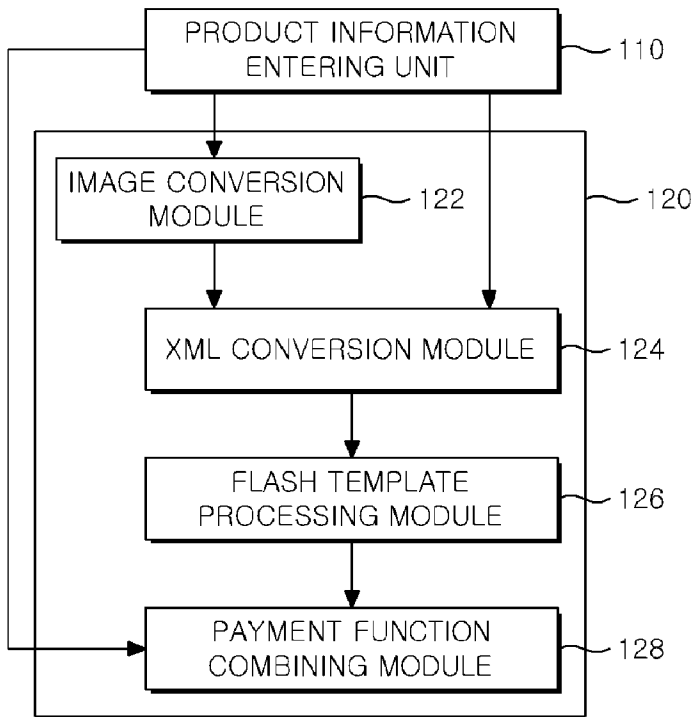 PRODUCT INFORMATION
ENTERING UNIT
110
IMAGE CONVERSION
MODULE
122
120
XML CONVERSION MODULE
124
FLASH TEMPLATE
PROCESSING MODULE
126
PAYMENT FUNCTION
COMBINING MODULE
128